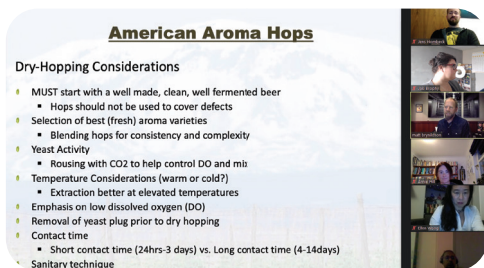 American Aroma Hops
Dry-Hopping Considerations
MUST start with a well made, clean, well fermented beer
Hops should not be used to cover defects
Selection of best (fresh) aroma varieties
Blending hops for consistency and complexity
Yeast Activity
Rousing with CO2 to help control DO and mix
Temperature Considerations (warm or cold?)
Extraction better at elevated temperatures
Emphasis on low dissolved oxygen (DO)
Removal of yeast plug prior to dry hopping
Contact time
Short contact time (24hrs-3 days) vs. Long contact time (4-14days)
Sanitary technique